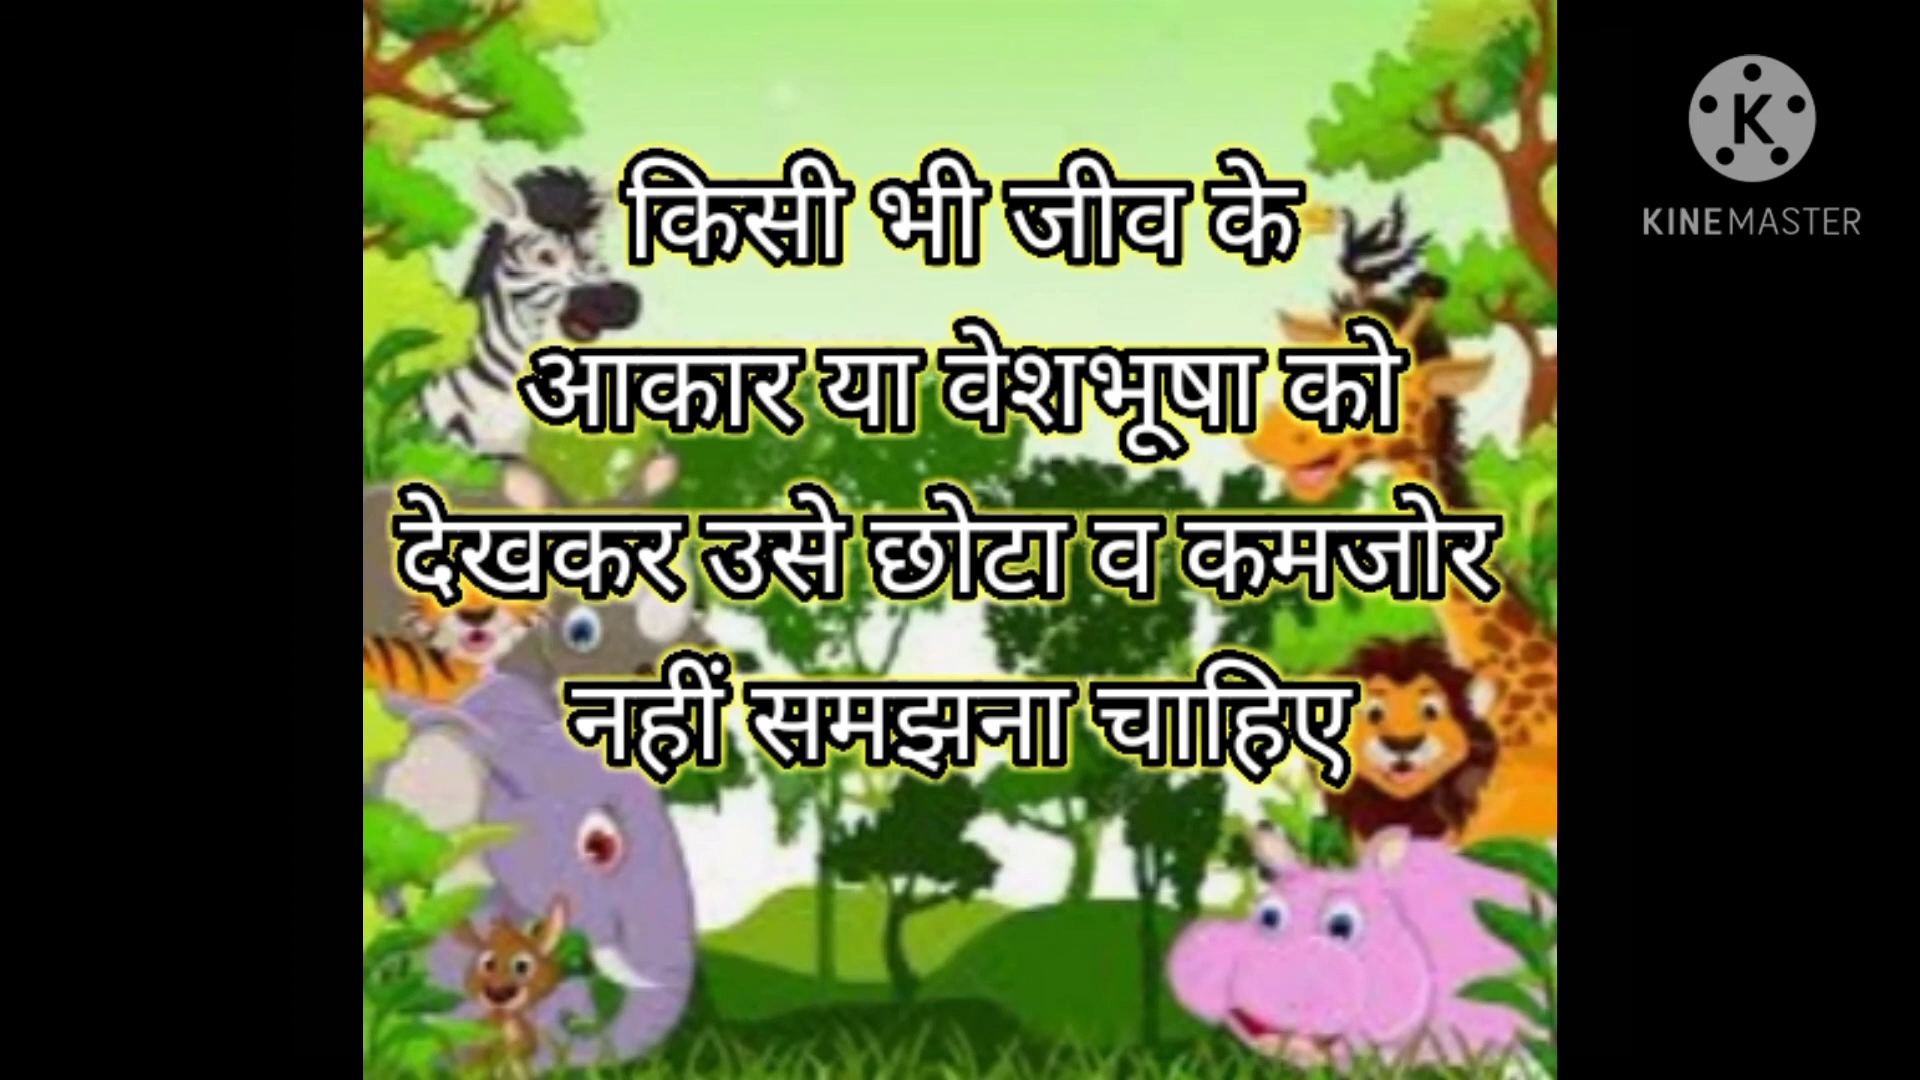 किसी भी जीव के
आकार या वेशभूषा को
देखकर उसे छोटा व कमजोर
नहीं समझना चाहिए
K
KINEMASTER